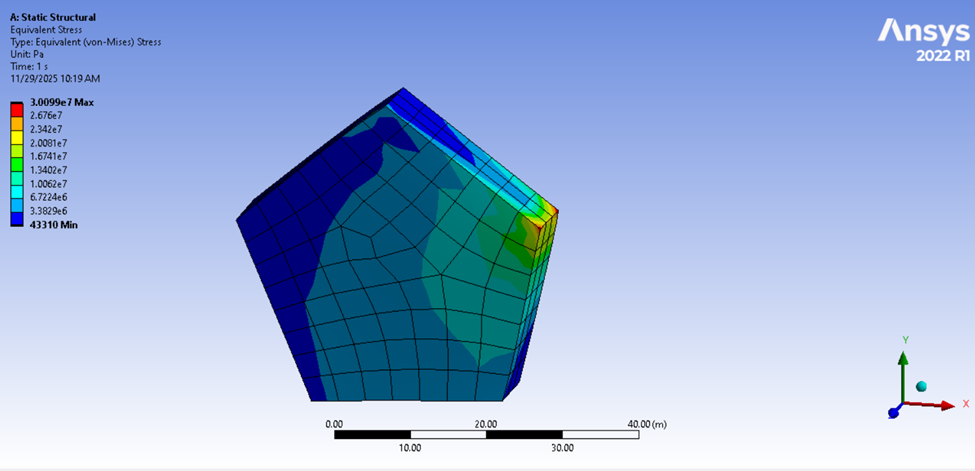 A: Static Structural
Equivalent Stress
Type: Equivalent (von-Mises) Stress
Unit: Pa
Time: 1 s
11/29/2025 10:19 AM
3.0099e7 Max
2.676e7
2.342e7
2.0081e7
1.6741e7
1.3402e7
1.0062e7
6.7224e6
3.3829e6
43310 Min
Ansys
2022 R1
0.00 20.00 40.00 (m)
10.00 30.00
Y
X